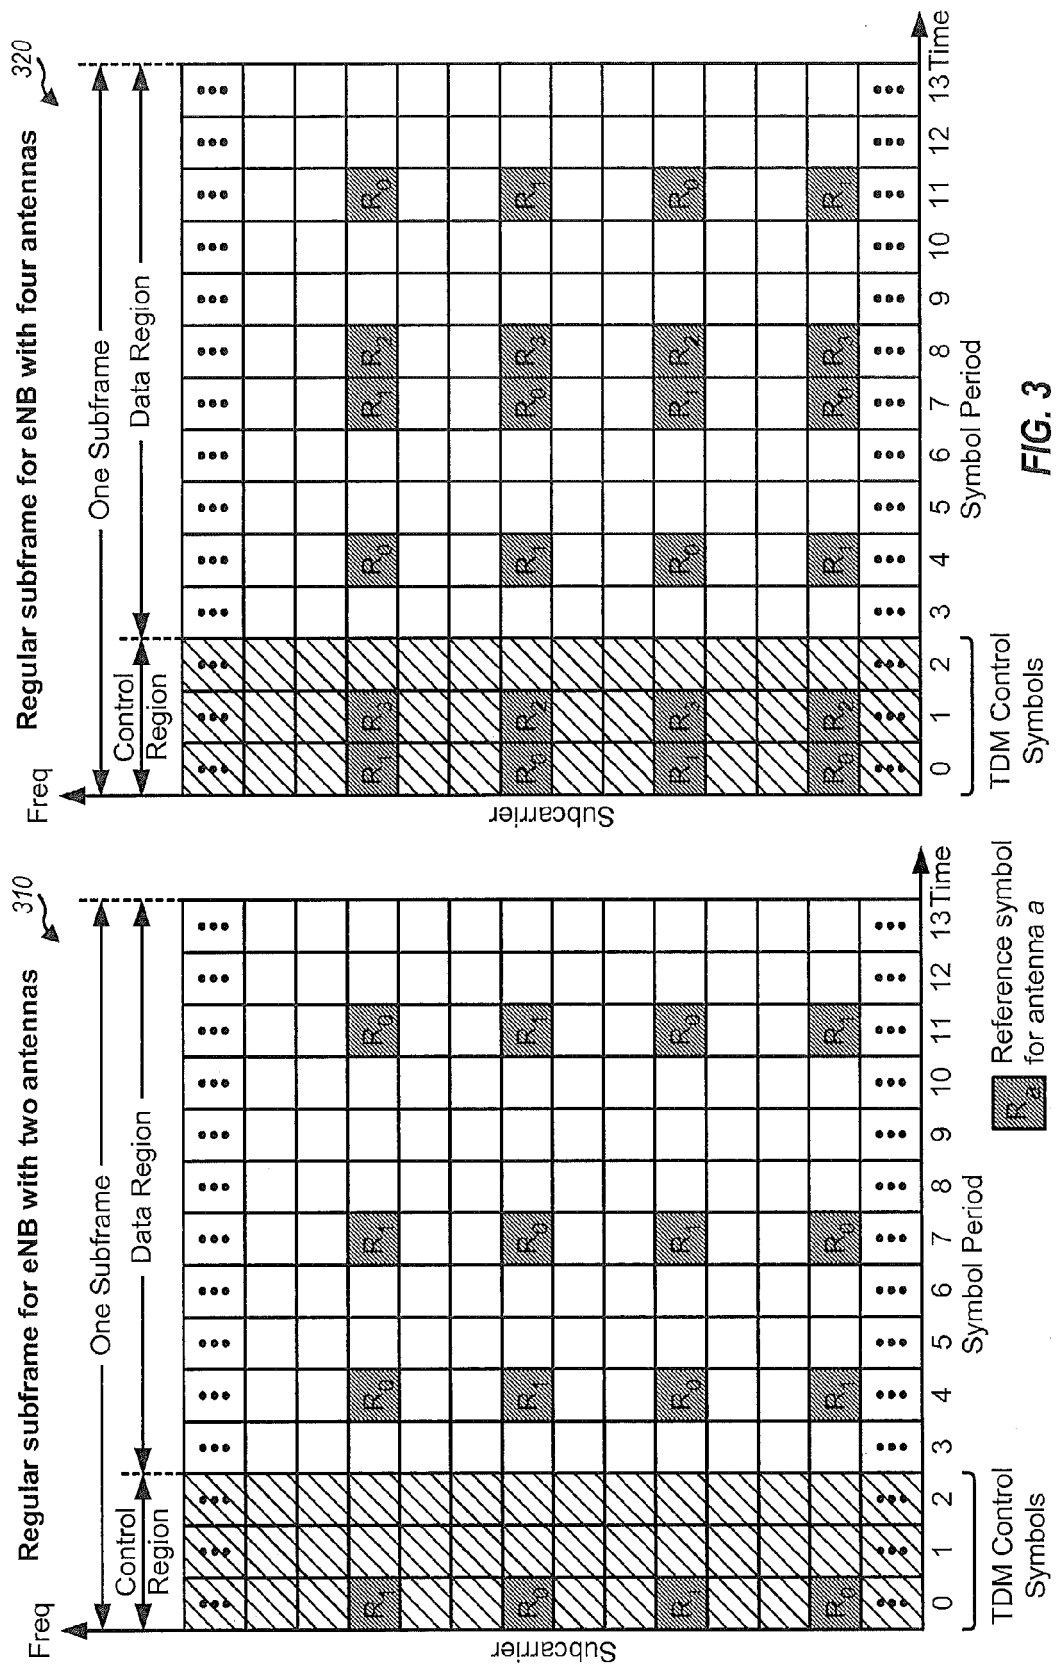 Regular subframe for eNB with two antennas
310
Freq
One Subframe
Control
Region
Data Region
Subcarrier
••• ••• ••• ••• ••• ••• ••• ••• ••• ••• ••• ••• ••• •••
R1 R0 R1 R0
R0 R1 R0 R1
R1 R0 R1 R0
R0 R1 R0 R1
••• ••• ••• ••• ••• ••• ••• ••• ••• ••• ••• ••• ••• •••
0 1 2 3 4 5 6 7 8 9 10 11 12 13 Time
Symbol Period
TDM Control
Symbols
Ra Reference symbol
for antenna a
Regular subframe for eNB with four antennas
320
Freq
One Subframe
Control
Region
Data Region
Subcarrier
••• ••• ••• ••• ••• ••• ••• ••• ••• ••• ••• ••• ••• •••
R1 R3 R0 R1 R2 R0
R0 R2 R1 R0 R3 R1
R1 R3 R0 R1 R2 R0
R0 R2 R1 R0 R3 R1
••• ••• ••• ••• ••• ••• ••• ••• ••• ••• ••• ••• ••• •••
0 1 2 3 4 5 6 7 8 9 10 11 12 13 Time
Symbol Period
TDM Control
Symbols
FIG. 3